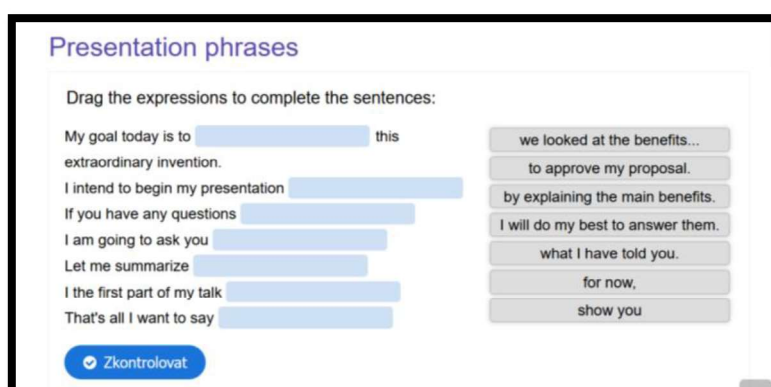 Presentation phrases
Drag the expressions to complete the sentences:
My goal today is to this
extraordinary invention.
I intend to begin my presentation
If you have any questions
I am going to ask you
Let me summarize
I the first part of my talk
That's all I want to say
we looked at the benefits...
to approve my proposal.
by explaining the main benefits.
I will do my best to answer them.
what I have told you.
for now,
show you
Zkontrolovat